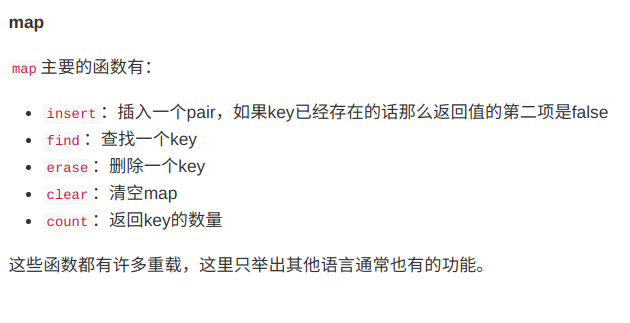 map
map 主要的函数有：
insert：插入一个pair，如果key已经存在的话那么返回值的第二项是false
find：查找一个key
erase：删除一个key
clear：清空map
count：返回key的数量
这些函数都有许多重载，这里只举出其他语言通常也有的功能。